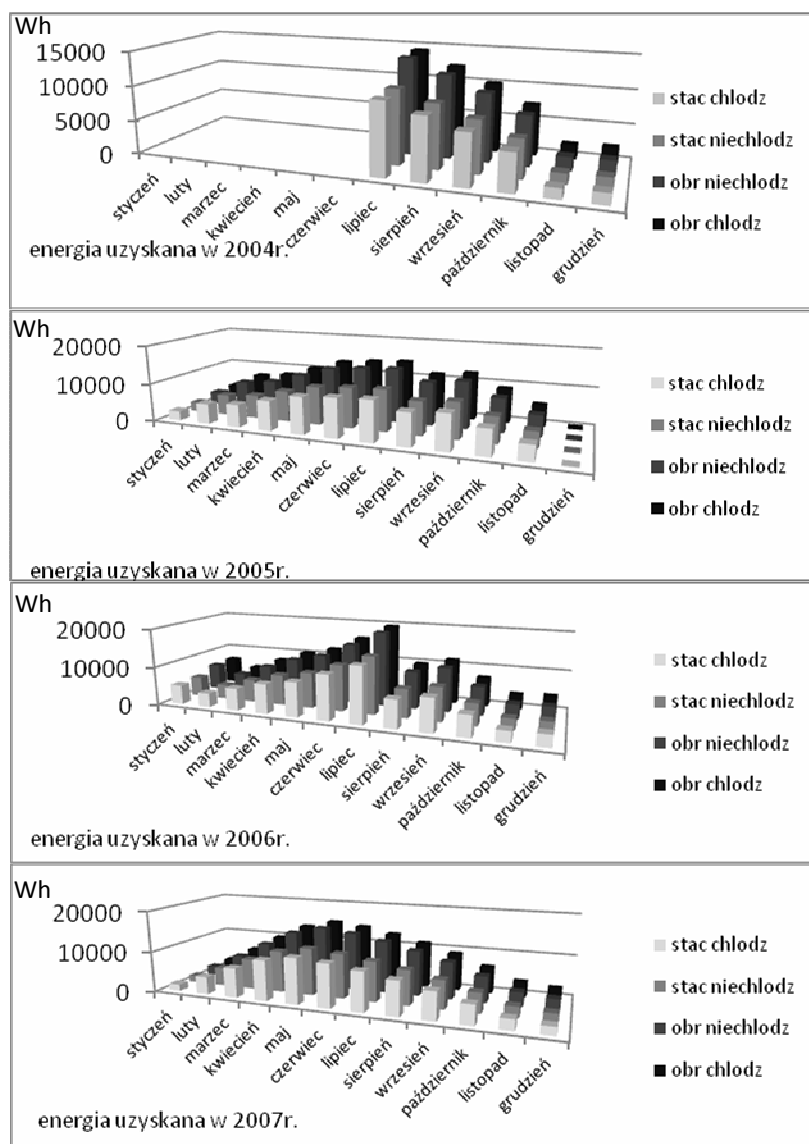 Wh
15000
10000
5000
0
styczeń
luty
marzec
kwiecień
maj
czerwiec
lipiec
sierpień
wrzesień
październik
listopad
grudzień
stac chlodz
stac niechlodz
obr niechlodz
obr chlodz
energia uzyskana w 2004r.
Wh
20000
10000
0
styczeń
luty
marzec
kwiecień
maj
czerwiec
lipiec
sierpień
wrzesień
październik
listopad
grudzień
stac chlodz
stac niechlodz
obr niechlodz
obr chlodz
energia uzyskana w 2005r.
Wh
20000
10000
0
styczeń
luty
marzec
kwiecień
maj
czerwiec
lipiec
sierpień
wrzesień
październik
listopad
grudzień
stac chlodz
stac niechlodz
obr niechlodz
obr chlodz
energia uzyskana w 2006r.
Wh
20000
10000
0
styczeń
luty
marzec
kwiecień
maj
czerwiec
lipiec
sierpień
wrzesień
październik
listopad
grudzień
stac chlodz
stac niechlodz
obr niechlodz
obr chlodz
energia uzyskana w 2007r.